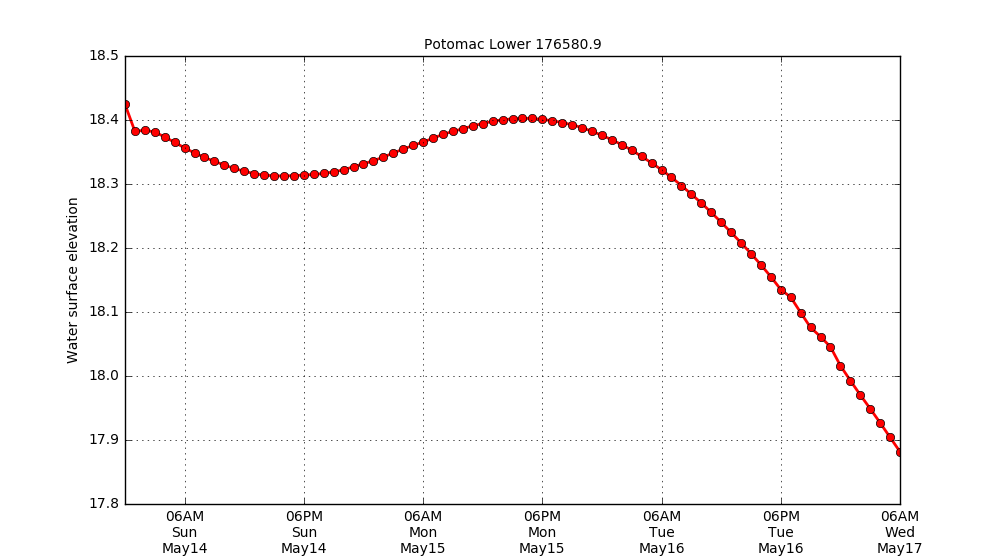 Potomac Lower 176580.9
18.5
18.4
18.3
18.2
18.1
18.0
17.9
17.8
Water surface elevation
06AM
Sun
May14
06PM
Sun
May14
06AM
Mon
May15
06PM
Mon
May15
06AM
Tue
May16
06PM
Tue
May16
06AM
Wed
May17